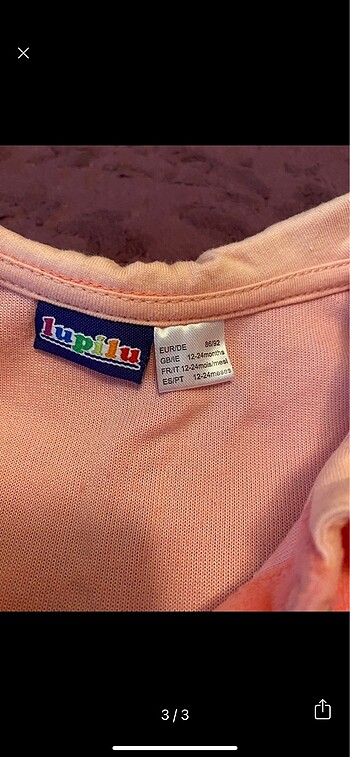 lupilu
EUR/DE 86/92
GB/IE 12-24months
FR/IT 12-24mois/mesi
ES/PT 12-24meses
3/3